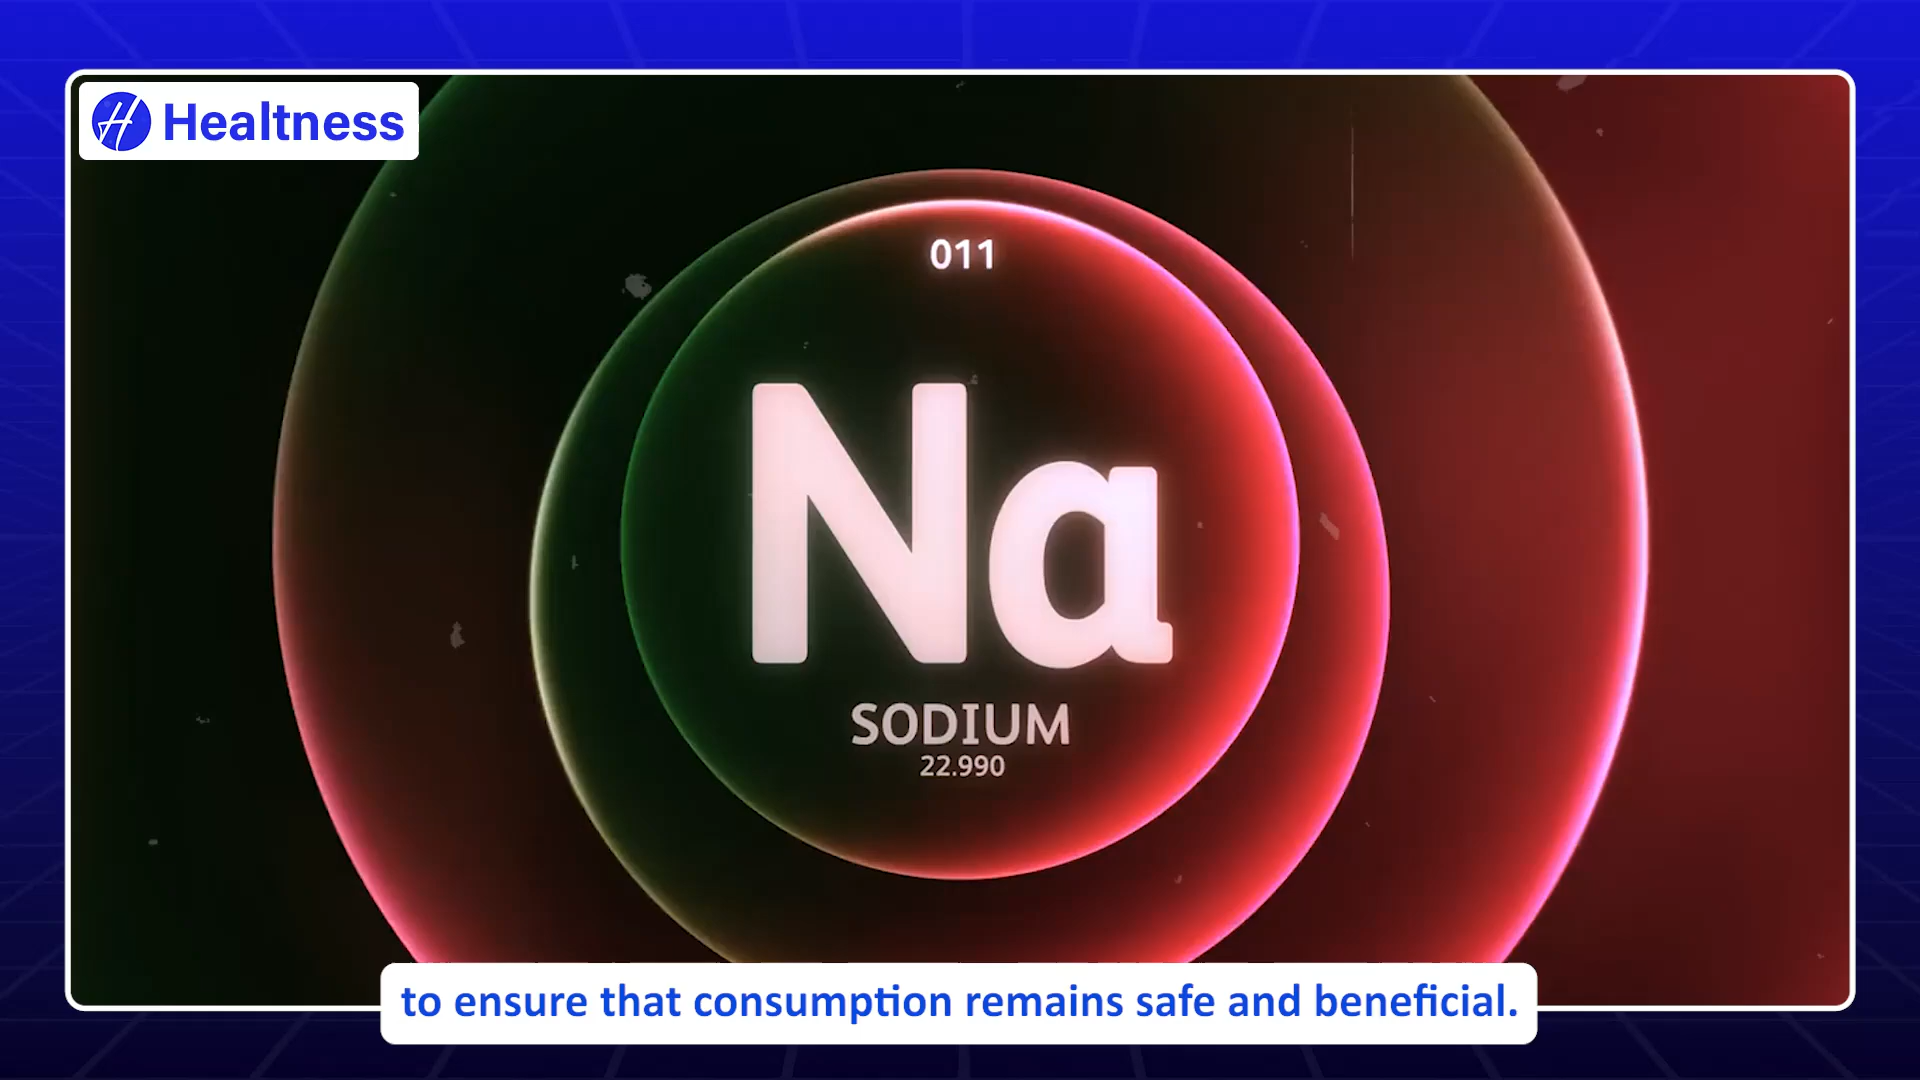 Healtness
011
Na
SODIUM
22.990
to ensure that consumption remains safe and beneficial.